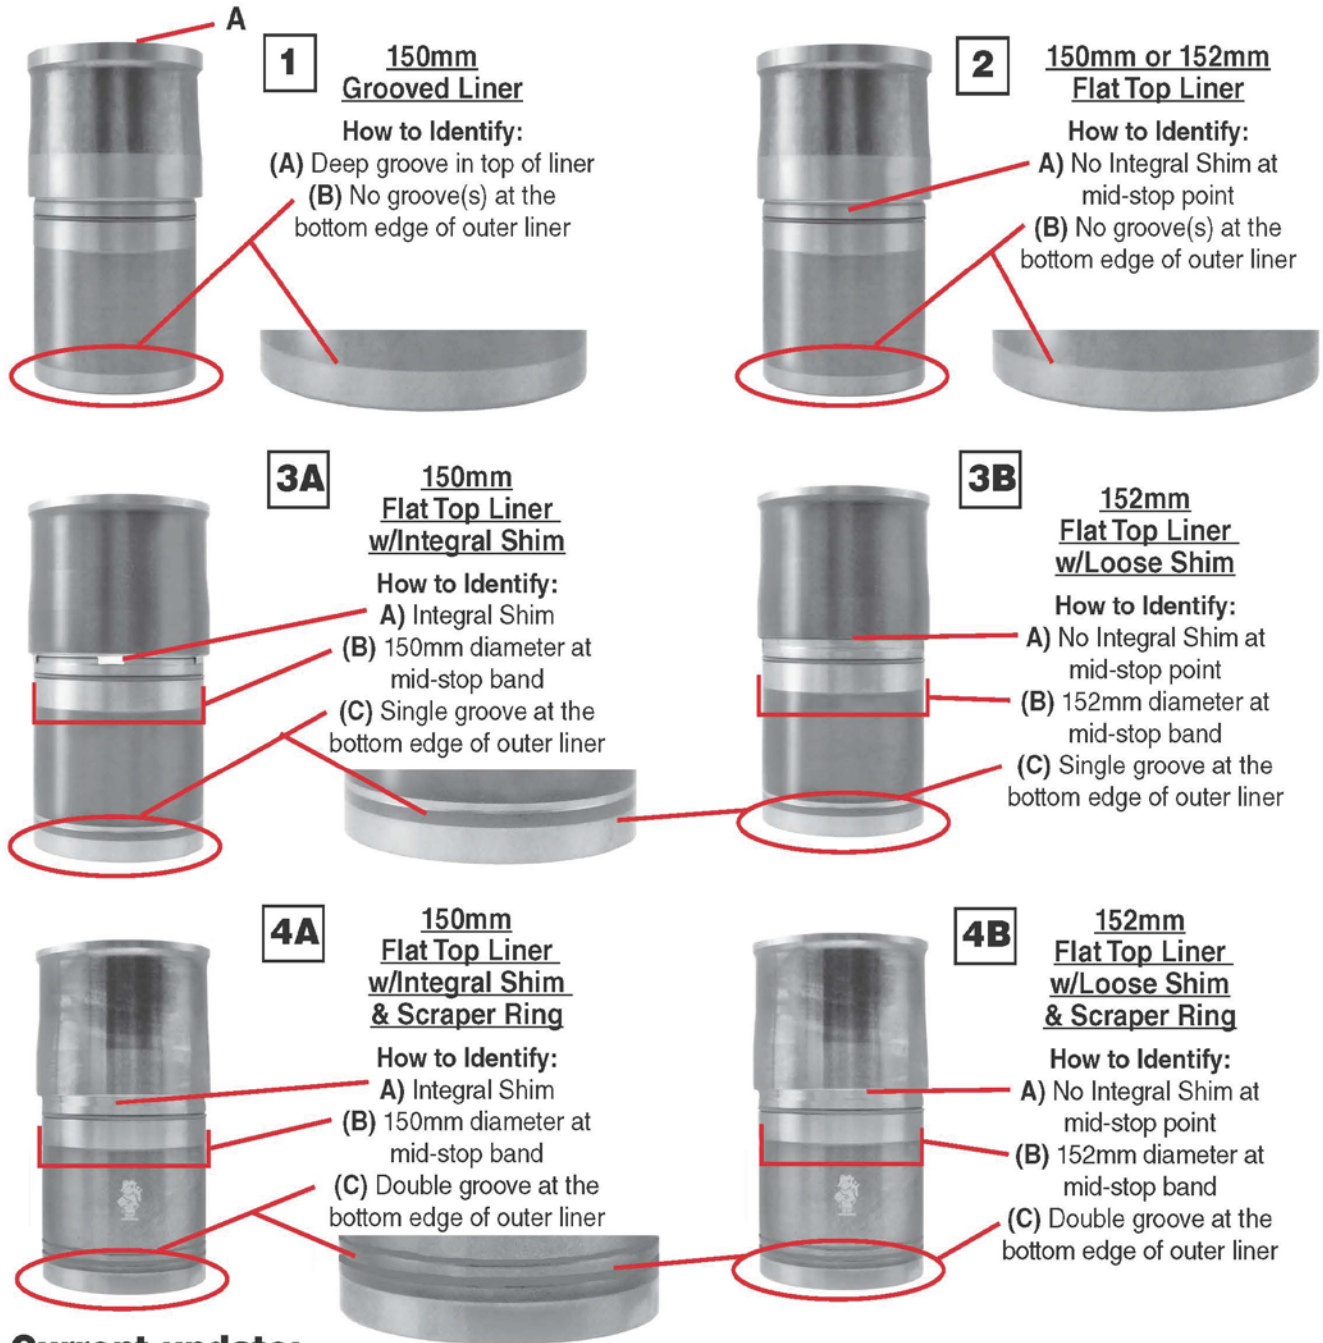 A
1
150mm
Grooved Liner
How to Identify:
(A) Deep groove in top of liner
(B) No groove(s) at the
bottom edge of outer liner
2
150mm or 152mm
Flat Top Liner
How to Identify:
A) No Integral Shim at
mid-stop point
(B) No groove(s) at the
bottom edge of outer liner
3A
150mm
Flat Top Liner
w/Integral Shim
How to Identify:
A) Integral Shim
(B) 150mm diameter at
mid-stop band
(C) Single groove at the
bottom edge of outer liner
3B
152mm
Flat Top Liner
w/Loose Shim
How to Identify:
A) No Integral Shim at
mid-stop point
(B) 152mm diameter at
mid-stop band
(C) Single groove at the
bottom edge of outer liner
4A
150mm
Flat Top Liner
w/Integral Shim
& Scraper Ring
How to Identify:
A) Integral Shim
(B) 150mm diameter at
mid-stop band
(C) Double groove at the
bottom edge of outer liner
4B
152mm
Flat Top Liner
w/Loose Shim
& Scraper Ring
How to Identify:
A) No Integral Shim at
mid-stop point
(B) 152mm diameter at
mid-stop band
(C) Double groove at the
bottom edge of outer liner
Current update: